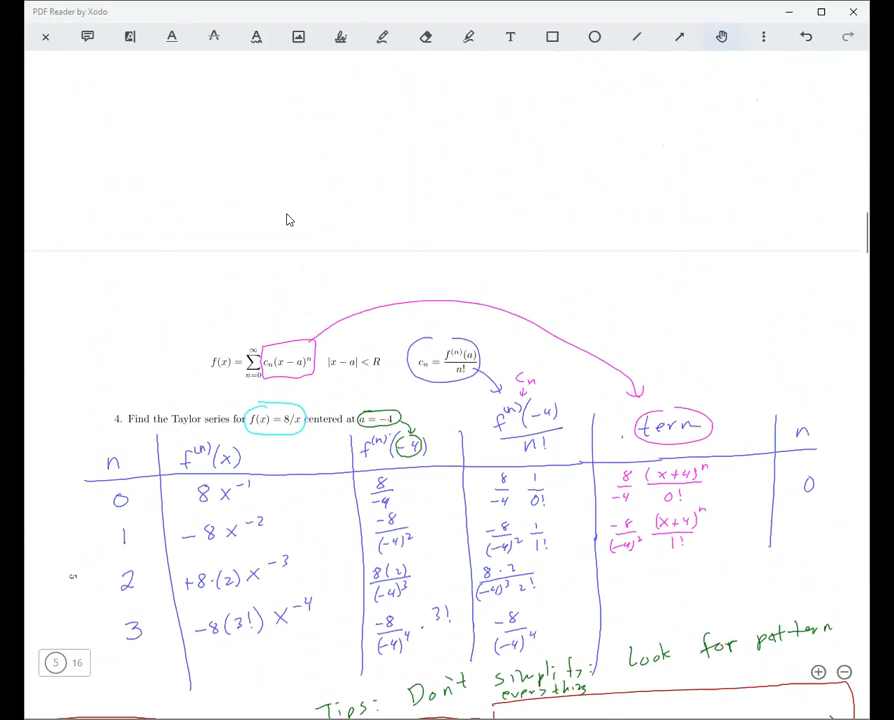 PDF Reader by Xodo
f(x) = ∞∑n=0 cn(x − a)^n |x − a| < R cn = f^(n)(a)/n!
4. Find the Taylor series for f(x) = 8/x centered at a = −4
cn
n f^(n)(x) f^(n)(−4) f^(n)(−4)/n! . term n
0 8x^−1 8/−4 8/−4 1/0! 8/−4 (x+4)^n/0! 0
1 −8x^−2 −8/(−4)^2 −8/(−4)^2 1/1! −8/(−4)^2 (x+4)^n/1!
2 +8·(2)x^−3 8(2)/(−4)^3 8·2/(−4)^3 2!
3 −8(3!)x^−4 −8/(−4)^4 · 3! −8/(−4)^4
Tips: Don't simplify everything Look for pattern
5 16